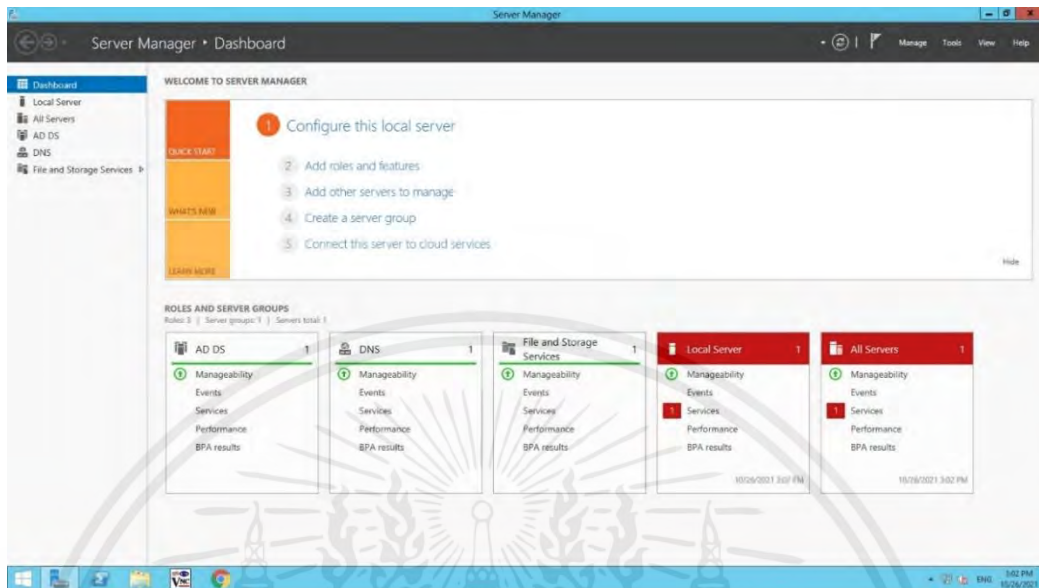 Server Manager
Server Manager • Dashboard
Manage Tools View Help
Dashboard
Local Server
All Servers
AD DS
DNS
File and Storage Services
WELCOME TO SERVER MANAGER
QUICK START
WHAT'S NEW
LEARN MORE
1 Configure this local server
2 Add roles and features
3 Add other servers to manage
4 Create a server group
5 Connect this server to cloud services
Hide
ROLES AND SERVER GROUPS
Roles: 3 | Server groups: 1 | Servers total: 1
AD DS 1
Manageability
Events
Services
Performance
BPA results
DNS 1
Manageability
Events
Services
Performance
BPA results
File and Storage
Services 1
Manageability
Events
Services
Performance
BPA results
Local Server 1
Manageability
Events
1 Services
Performance
BPA results
10/26/2021 3:02 PM
All Servers 1
Manageability
Events
1 Services
Performance
BPA results
10/26/2021 3:02 PM
ENG
3:02 PM
10/26/2021